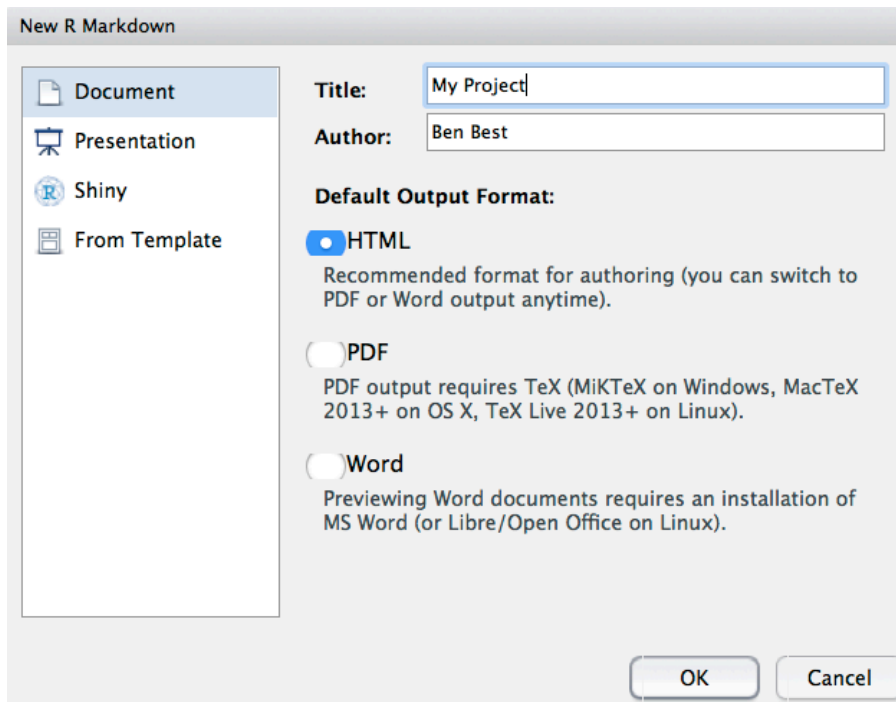 New R Markdown
Document
Presentation
Shiny
From Template
Title: My Project
Author: Ben Best
Default Output Format:
HTML
Recommended format for authoring (you can switch to
PDF or Word output anytime).
PDF
PDF output requires TeX (MiKTeX on Windows, MacTeX
2013+ on OS X, TeX Live 2013+ on Linux).
Word
Previewing Word documents requires an installation of
MS Word (or Libre/Open Office on Linux).
OK
Cancel